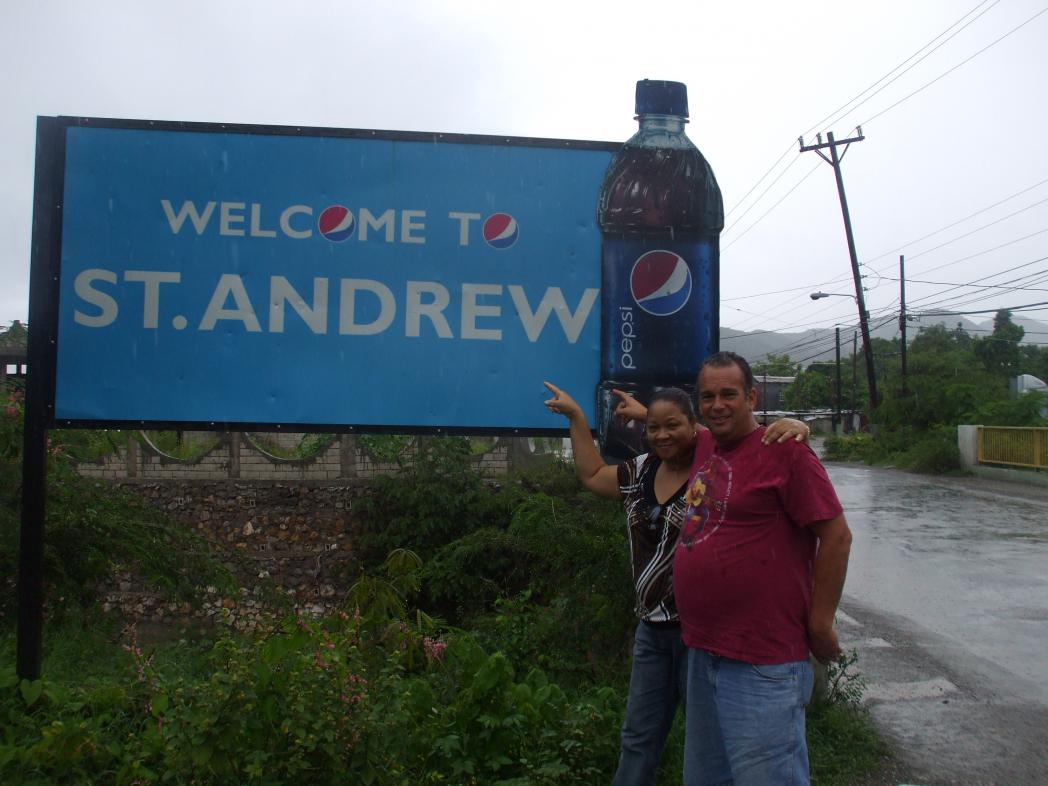 WELCOME TO
ST. ANDREW
pepsi